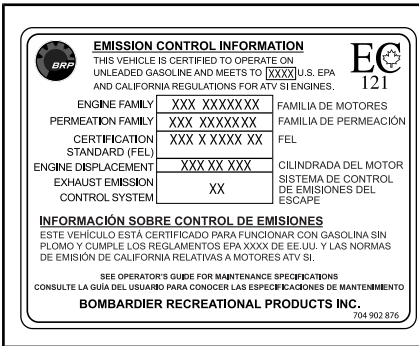 BRP
EMISSION CONTROL INFORMATION
THIS VEHICLE IS CERTIFIED TO OPERATE ON
UNLEADED GASOLINE AND MEETS TO XXXX U.S. EPA
AND CALIFORNIA REGULATIONS FOR ATV SI ENGINES.
EC
121
ENGINE FAMILY XXX XXXXXXX FAMILIA DE MOTORES
PERMEATION FAMILY XXX XXXXXXX FAMILIA DE PERMEACIÓN
CERTIFICATION XXX X XXXX XX FEL
STANDARD (FEL)
ENGINE DISPLACEMENT XXX XX XXX CILINDRADA DEL MOTOR
EXHAUST EMISSION XX SISTEMA DE CONTROL
CONTROL SYSTEM DE EMISIONES DEL
ESCAPE
INFORMACIÓN SOBRE CONTROL DE EMISIONES
ESTE VEHÍCULO ESTÁ CERTIFICADO PARA FUNCIONAR CON GASOLINA SIN
PLOMO Y CUMPLE LOS REGLAMENTOS EPA XXXX DE EE.UU. Y LAS NORMAS
DE EMISIÓN DE CALIFORNIA RELATIVAS A MOTORES ATV SI.
SEE OPERATOR'S GUIDE FOR MAINTENANCE SPECIFICATIONS
CONSULTE LA GUÍA DEL USUARIO PARA CONOCER LAS ESPECIFICACIONES DE MANTENIMIENTO
BOMBARDIER RECREATIONAL PRODUCTS INC.
704 902 876